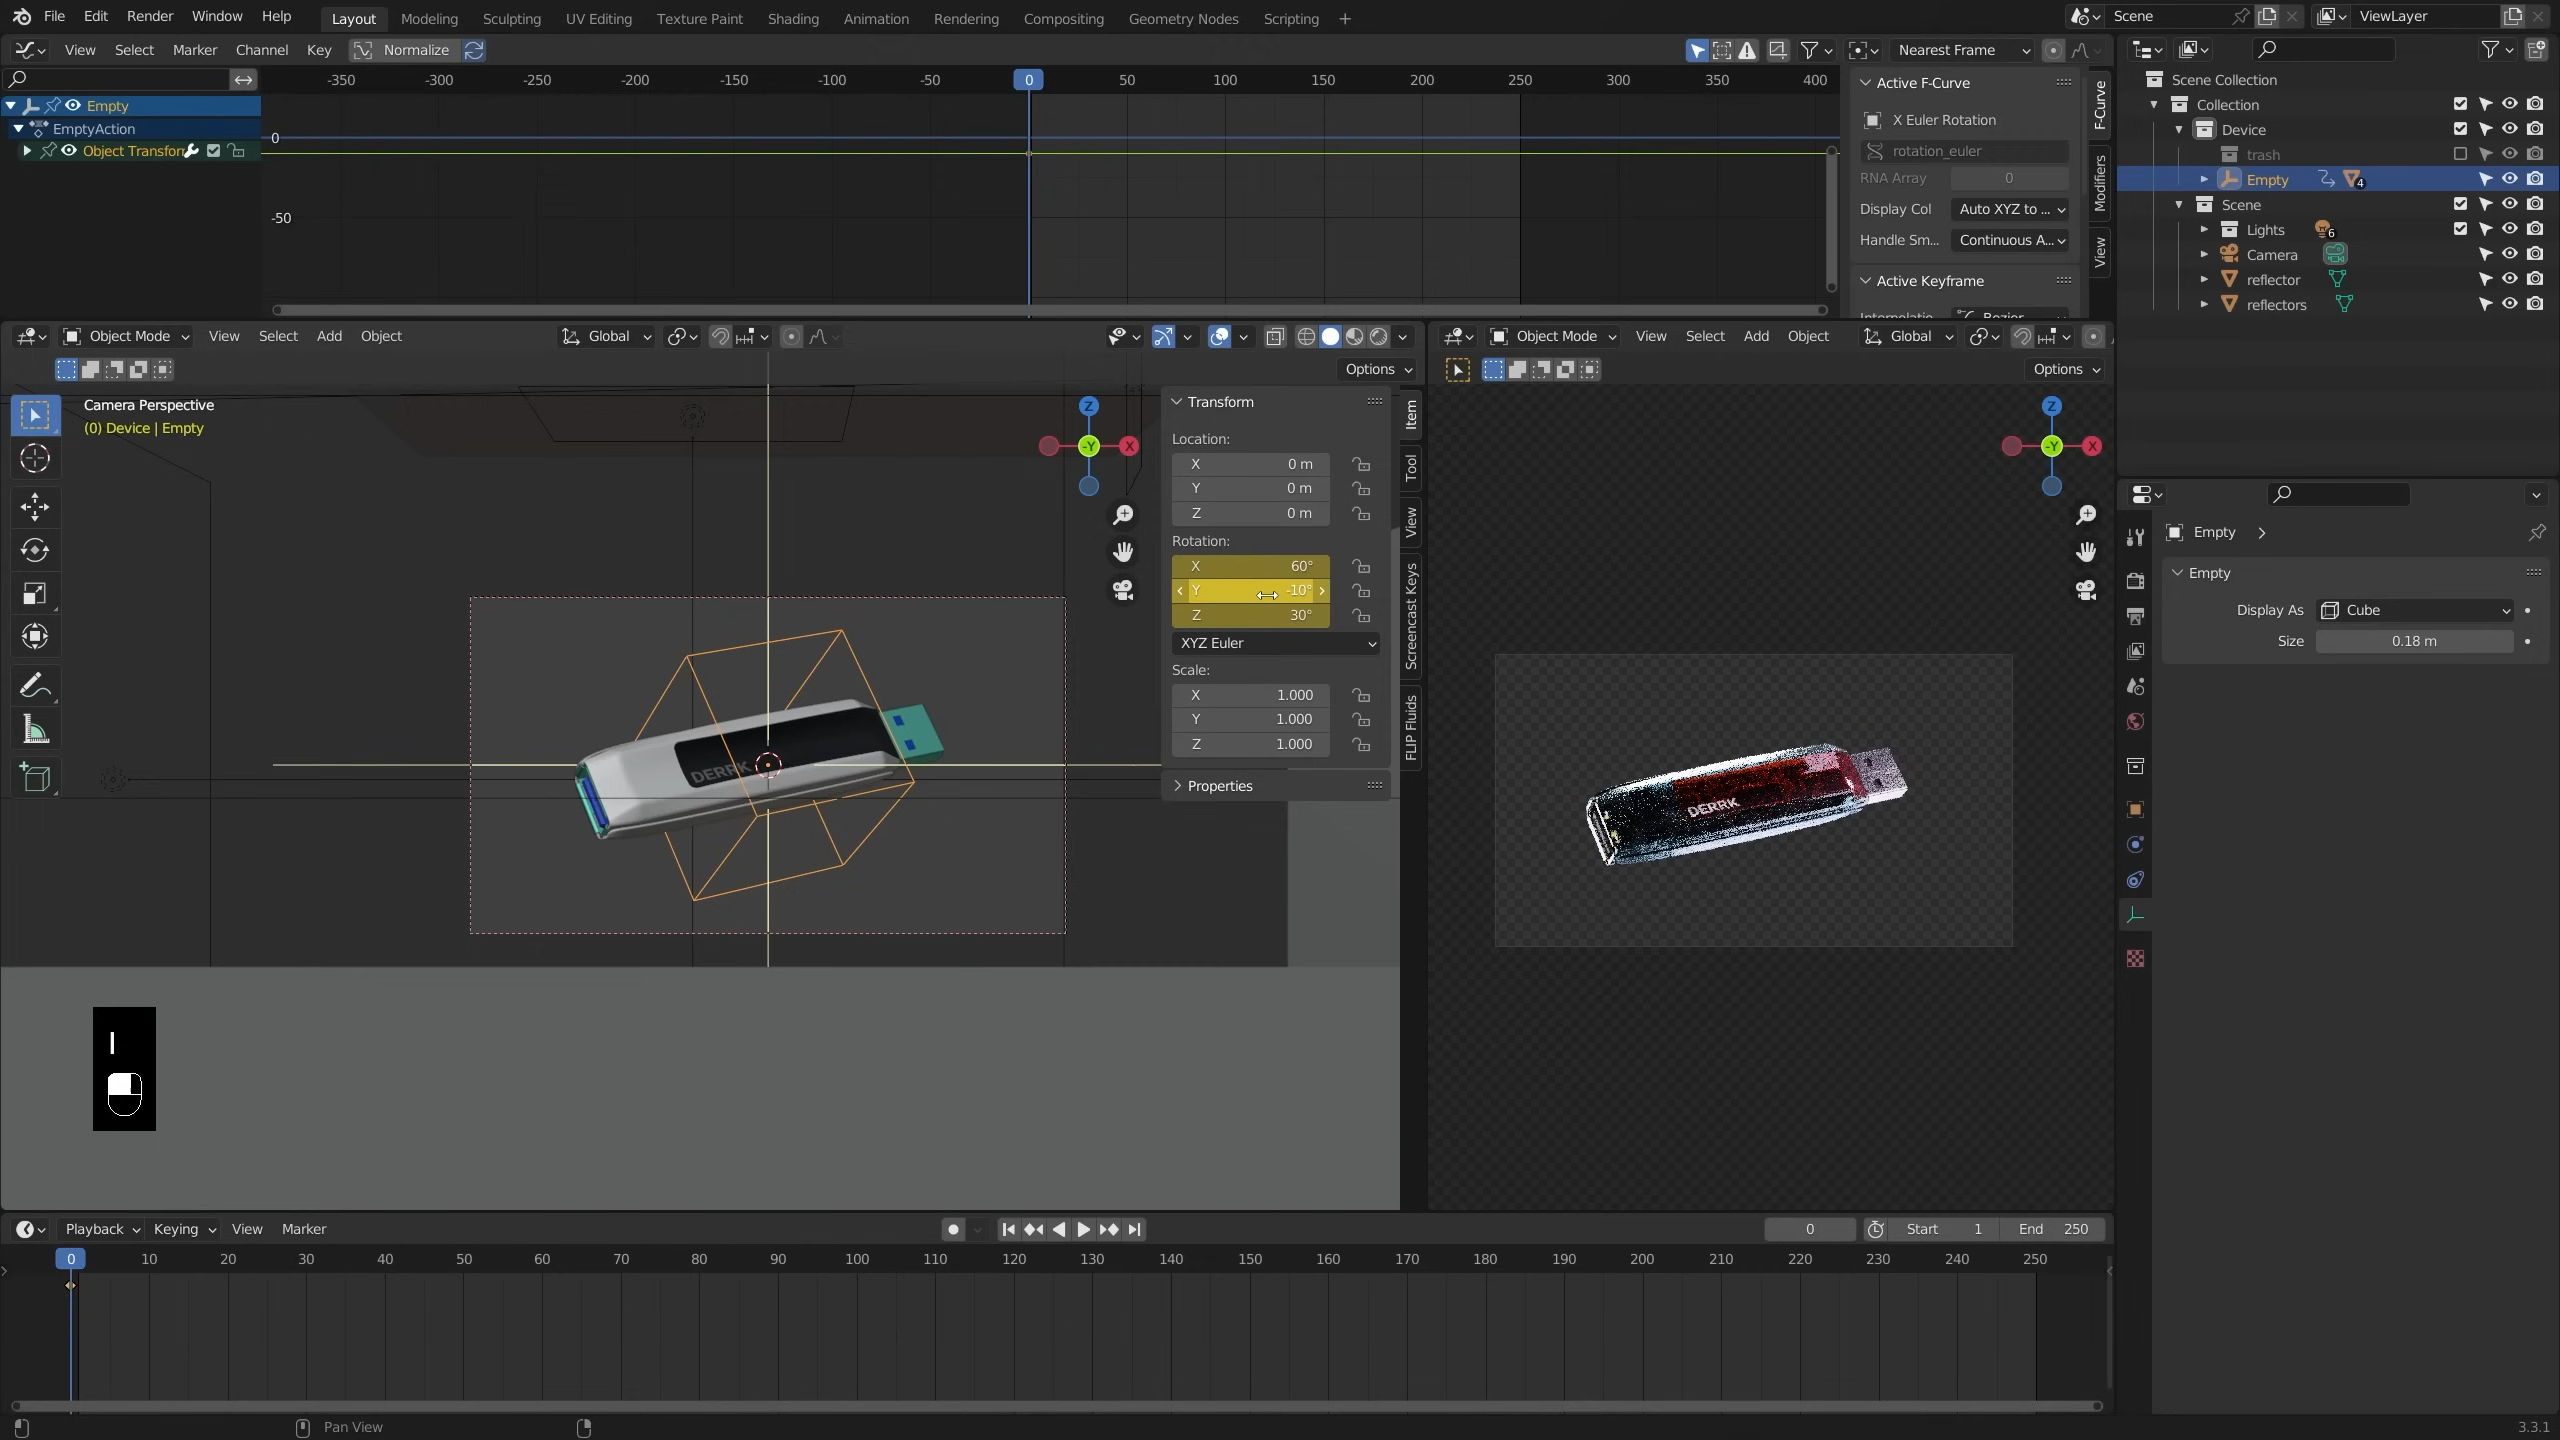 File Edit Render Window Help Layout Modeling Sculpting UV Editing Texture Paint Shading Animation Rendering Compositing Geometry Nodes Scripting + Scene ViewLayer
View Select Marker Channel Key Normalize Nearest Frame
-350 -300 -250 -200 -150 -100 -50 0 50 100 150 200 250 300 350 400
Empty
EmptyAction
Object Transfor
0
-50
Active F-Curve
X Euler Rotation
rotation_euler
RNA Array 0
Display Col Auto XYZ to ...
Handle Sm... Continuous A...
Active Keyframe
F-Curve
Modifiers
View
Scene Collection
Collection
Device
trash
Empty 4
Scene
Lights 6
Camera
reflector
reflectors
Object Mode View Select Add Object Global
Options
Camera Perspective
(0) Device | Empty
Z
-Y
X
Transform
Location:
X 0 m
Y 0 m
Z 0 m
Rotation:
X 60°
Y -10°
Z 30°
XYZ Euler
Scale:
X 1.000
Y 1.000
Z 1.000
Properties
Item
Tool
View
Screencast Keys
FLIP Fluids
DERRK
I
Object Mode View Select Add Object Global
Options
Z
-Y
X
DERRK
Empty
Empty
Display As Cube
Size 0.18 m
Playback Keying View Marker 0 Start 1 End 250
0 10 20 30 40 50 60 70 80 90 100 110 120 130 140 150 160 170 180 190 200 210 220 230 240 250
Pan View
3.3.1